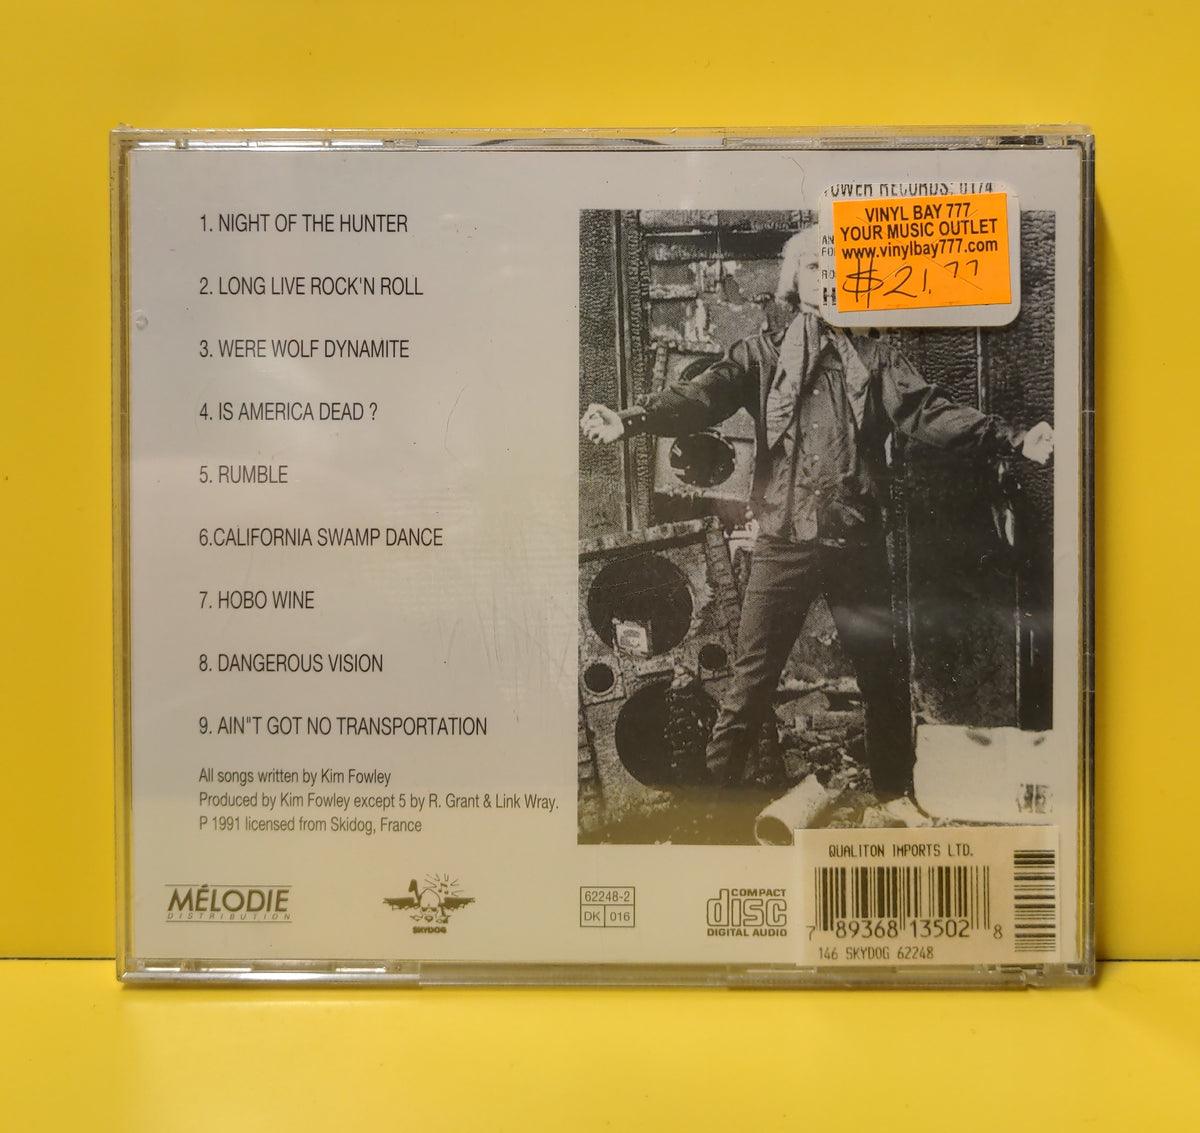 1. NIGHT OF THE HUNTER
2. LONG LIVE ROCK'N ROLL
3. WERE WOLF DYNAMITE
4. IS AMERICA DEAD ?
5. RUMBLE
6.CALIFORNIA SWAMP DANCE
7. HOBO WINE
8. DANGEROUS VISION
9. AIN"T GOT NO TRANSPORTATION
All songs written by Kim Fowley
Produced by Kim Fowley except 5 by R. Grant & Link Wray.
P 1991 licensed from Skidog, France
TOWER RECORDS
VINYL BAY 777
YOUR MUSIC OUTLET
www.vinylbay777.com
$21.77
MÉLODIE
DISTRIBUTION
SKYDOG
62248-2
DK 016
COMPACT
disc
DIGITAL AUDIO
QUALITON IMPORTS LTD.
7 89368 13502 8
146 SKYDOG 62248